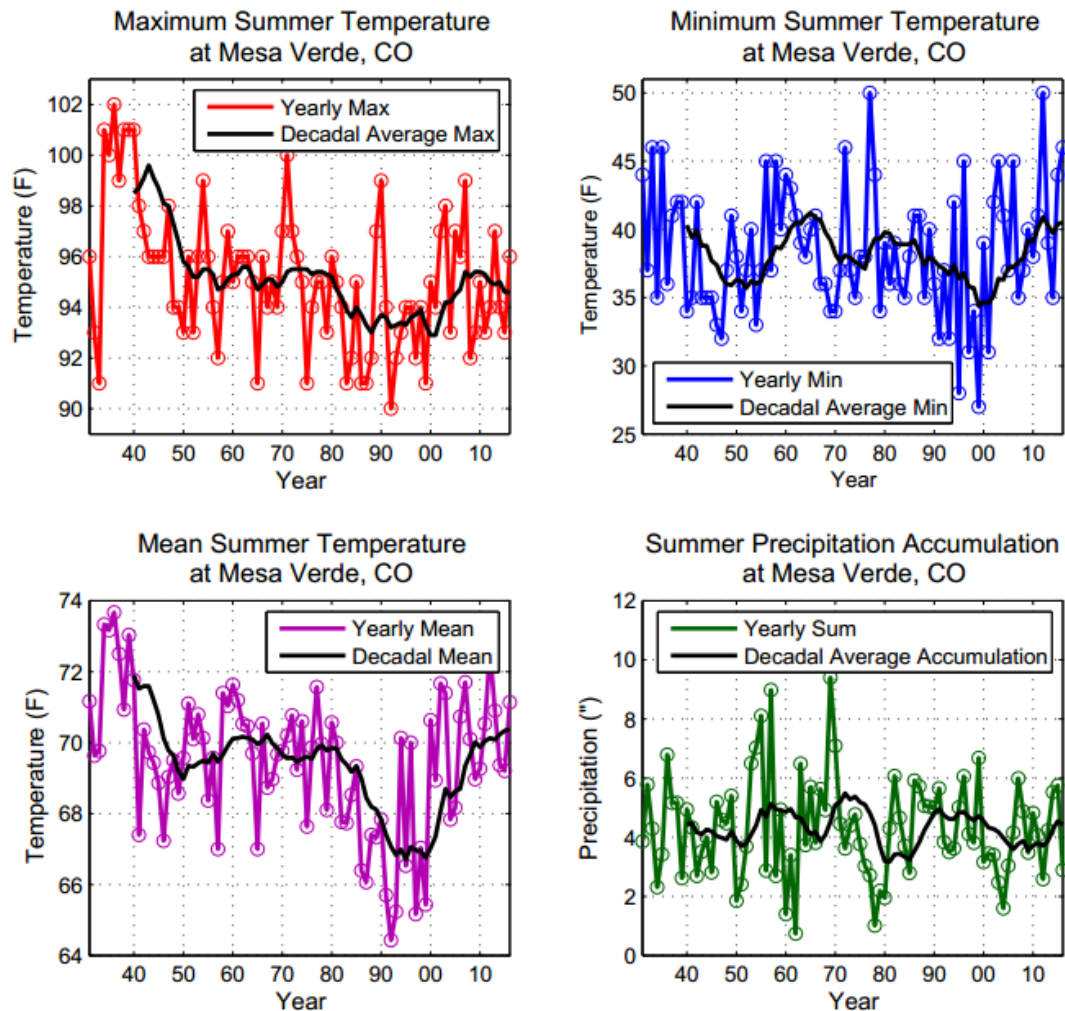 Maximum Summer Temperature
at Mesa Verde, CO
Temperature (F)
102
100
98
96
94
92
90
Yearly Max
Decadal Average Max
40 50 60 70 80 90 00 10
Year
Minimum Summer Temperature
at Mesa Verde, CO
Temperature (F)
50
45
40
35
30
25
Yearly Min
Decadal Average Min
40 50 60 70 80 90 00 10
Year
Mean Summer Temperature
at Mesa Verde, CO
Temperature (F)
74
72
70
68
66
64
Yearly Mean
Decadal Mean
40 50 60 70 80 90 00 10
Year
Summer Precipitation Accumulation
at Mesa Verde, CO
Precipitation (")
12
10
8
6
4
2
0
Yearly Sum
Decadal Average Accumulation
40 50 60 70 80 90 00 10
Year